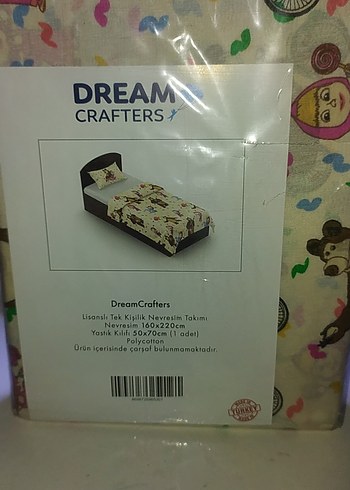 DREAM
CRAFTERS
DreamCrafters
Lisanslı Tek Kişilik Nevresim Takımı
Nevresim 160x220cm
Yastık Kılıfı 50x70cm (1 adet)
Polycotton
Ürün içerisinde çarşaf bulunmamaktadır.
TURKEY